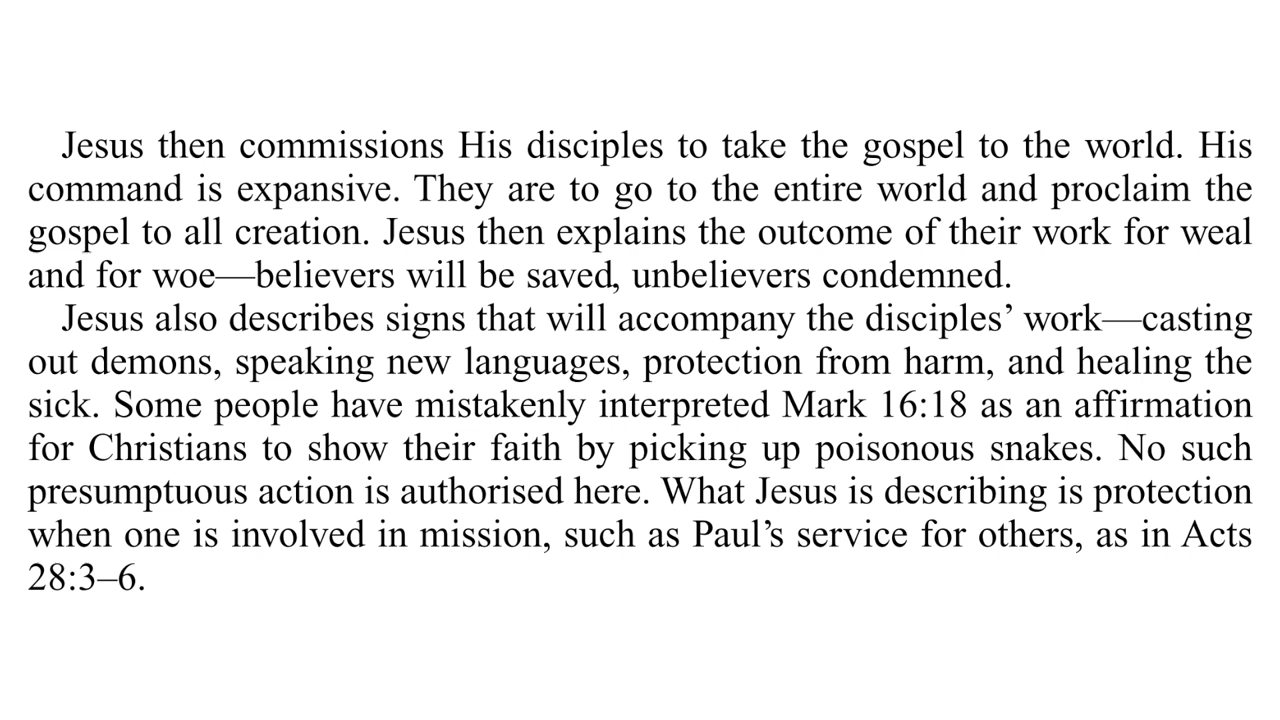 Jesus then commissions His disciples to take the gospel to the world. His
command is expansive. They are to go to the entire world and proclaim the
gospel to all creation. Jesus then explains the outcome of their work for weal
and for woe—believers will be saved, unbelievers condemned.
Jesus also describes signs that will accompany the disciples’ work—casting
out demons, speaking new languages, protection from harm, and healing the
sick. Some people have mistakenly interpreted Mark 16:18 as an affirmation
for Christians to show their faith by picking up poisonous snakes. No such
presumptuous action is authorised here. What Jesus is describing is protection
when one is involved in mission, such as Paul’s service for others, as in Acts
28:3–6.